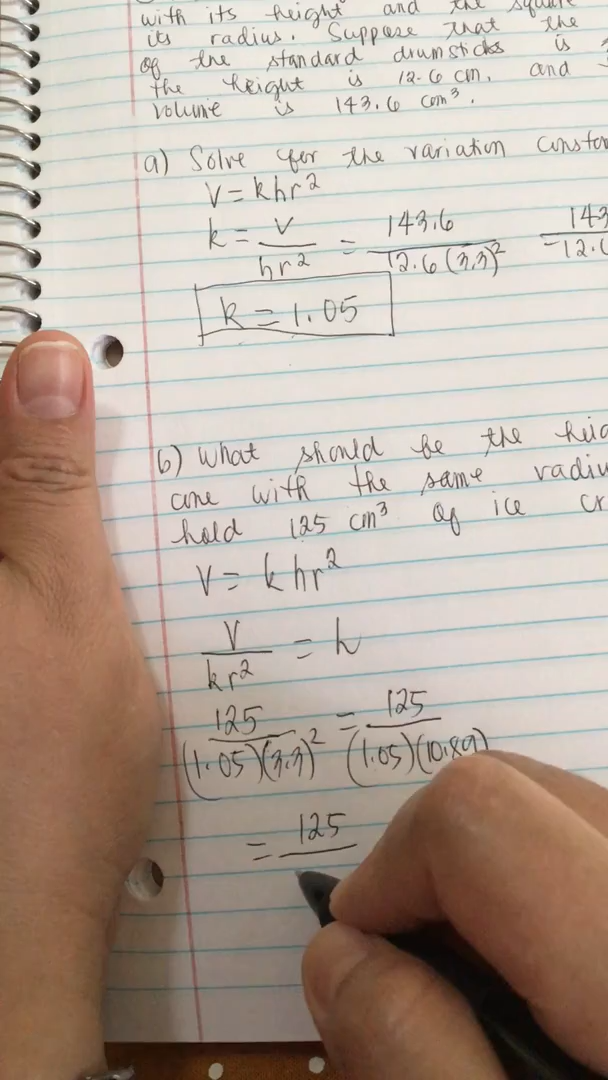 with its height and the square
its radius. Suppose that the
of the standard drumsticks is
the height is 12.6 cm, and
volume is 143.6 cm³.
a) Solve for the variation
V = khr²
k = V/hr² = 143.6/12.6(3.3)² 143
k = 1.05
b) What should be the
cone with the same
hold 125 cm³ of ice
V = khr²
V/kr² = h
125/(1.05)(3.3)² = 125/(1.05)(10.89)
= 125